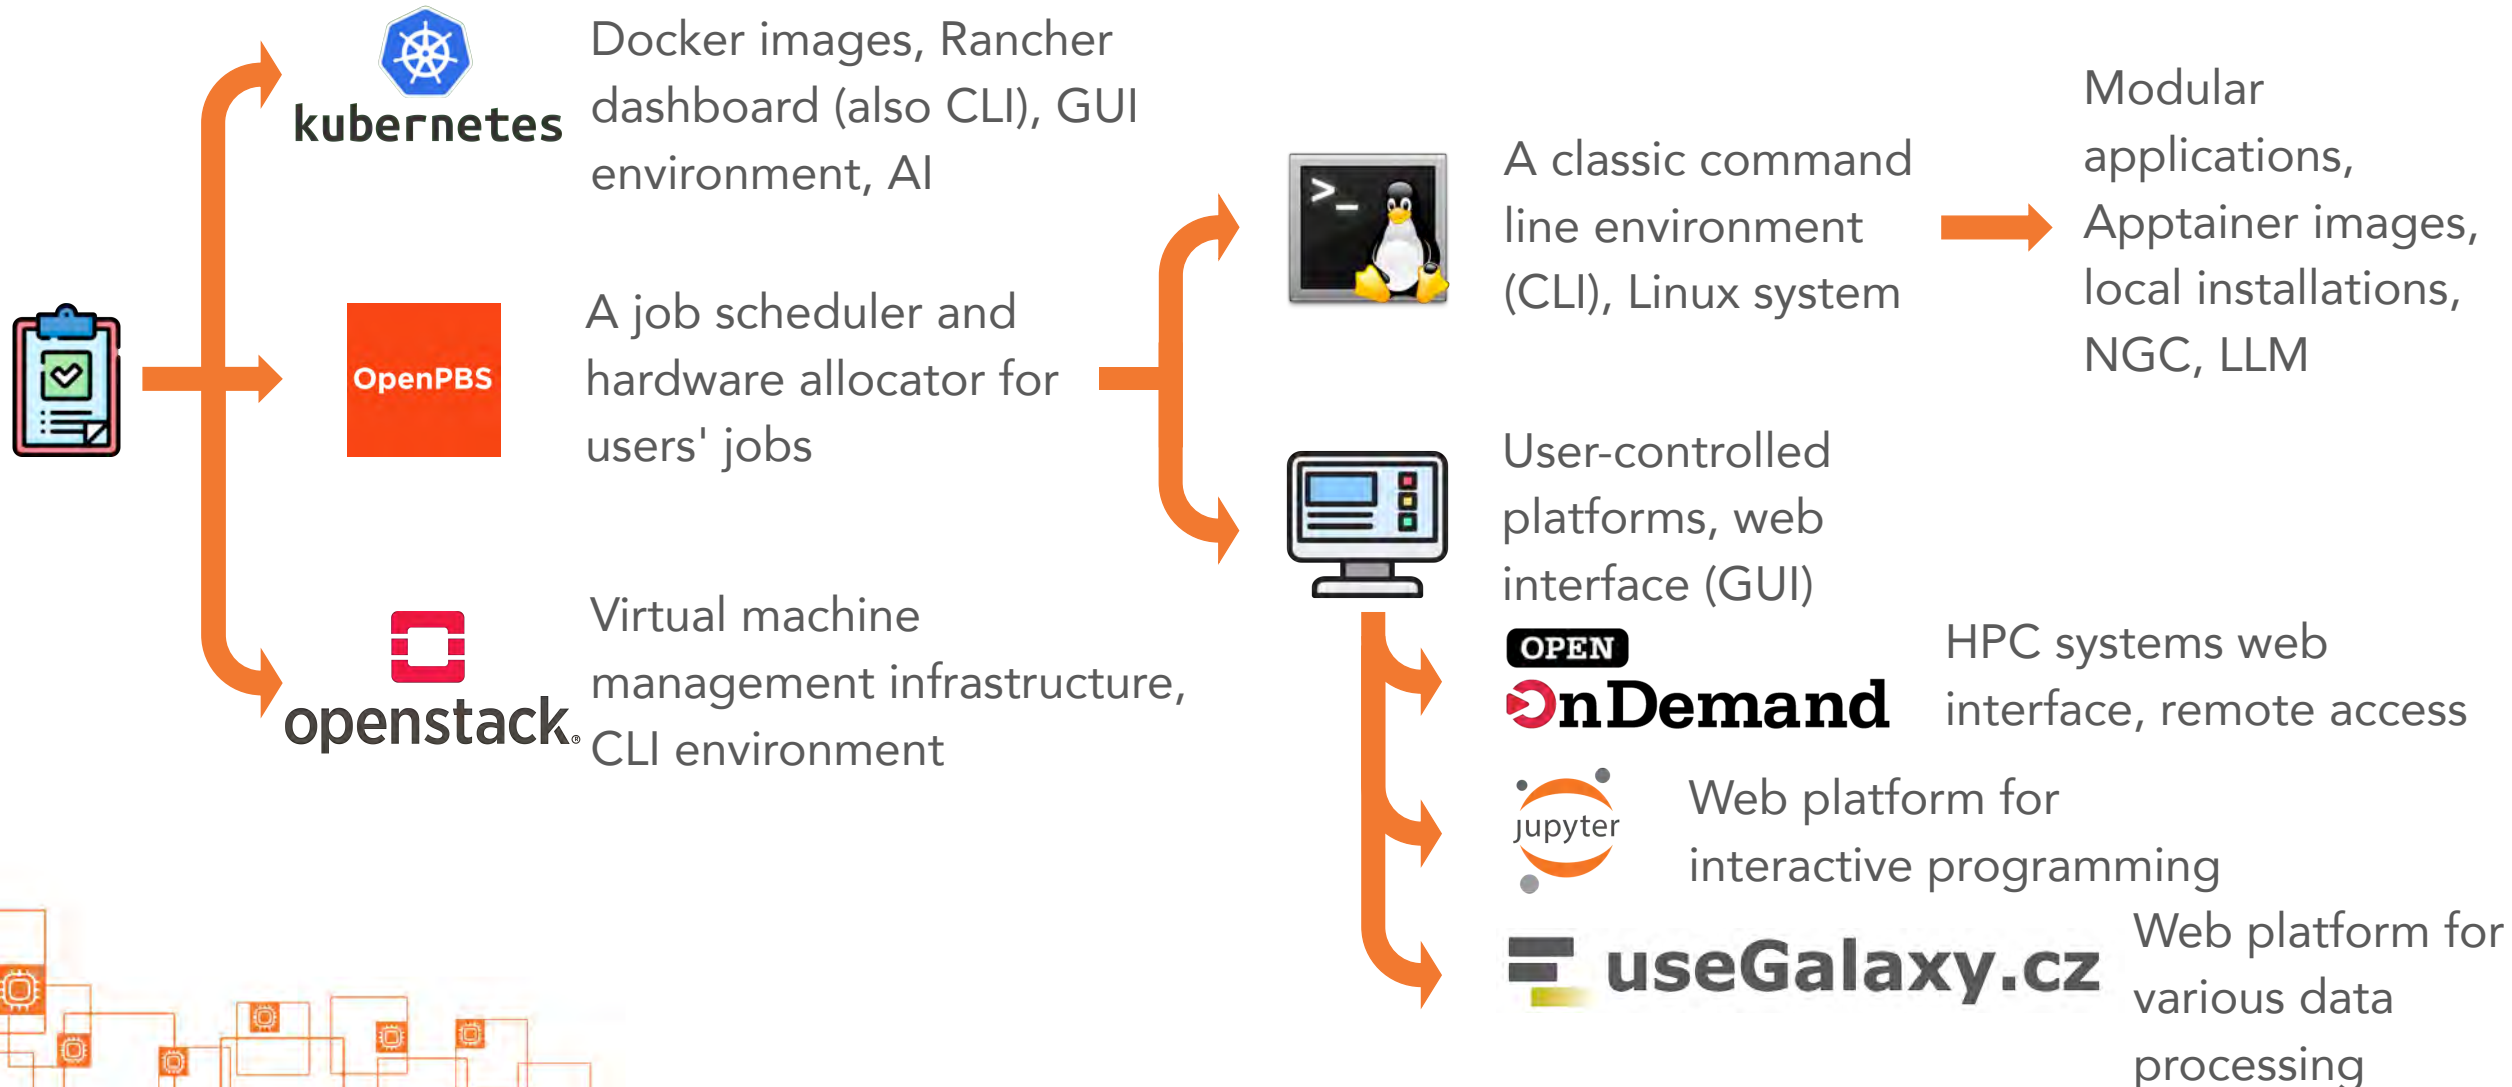 kubernetes
Docker images, Rancher
dashboard (also CLI), GUI
environment, AI
OpenPBS
A job scheduler and
hardware allocator for
users' jobs
openstack.
Virtual machine
management infrastructure,
CLI environment
>_
A classic command
line environment
(CLI), Linux system
Modular
applications,
Apptainer images,
local installations,
NGC, LLM
User-controlled
platforms, web
interface (GUI)
OPEN
OnDemand
HPC systems web
interface, remote access
jupyter
Web platform for
interactive programming
useGalaxy.cz
Web platform for
various data
processing